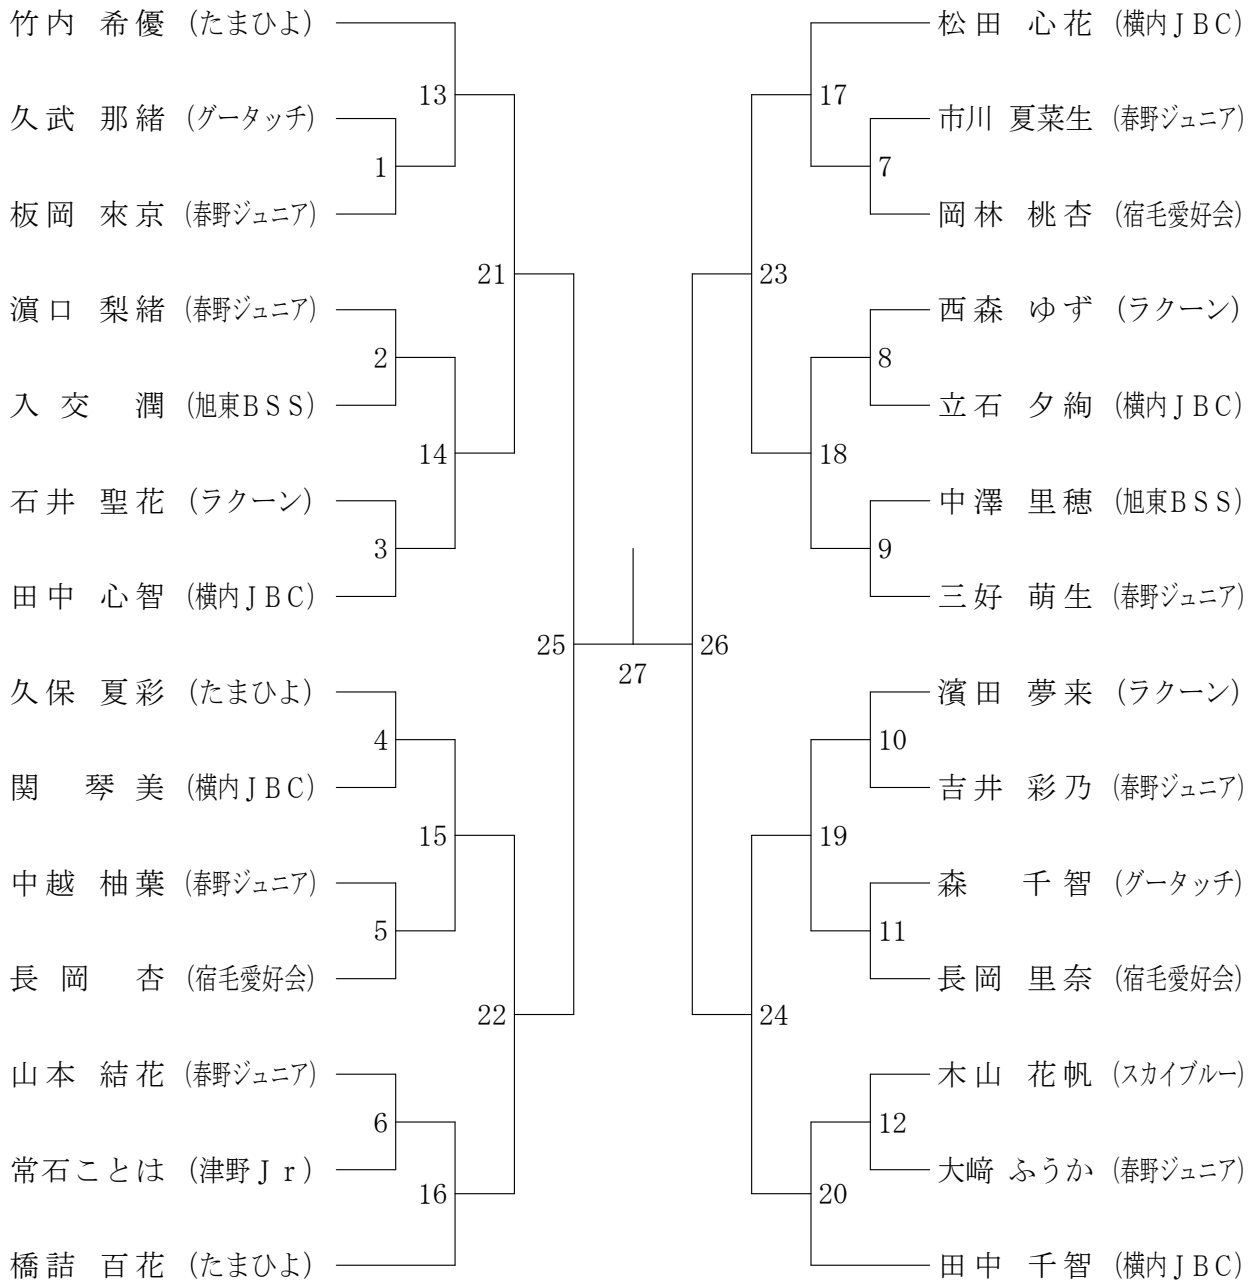 竹内 希優 (たまひよ)
久武 那緒 (グータッチ)
板岡 來京 (春野ジュニア)
濵口 梨緒 (春野ジュニア)
入交 潤 (旭東BSS)
石井 聖花 (ラクーン)
田中 心智 (横内JBC)
久保 夏彩 (たまひよ)
関 琴美 (横内JBC)
中越 柚葉 (春野ジュニア)
長岡 杏 (宿毛愛好会)
山本 結花 (春野ジュニア)
常石ことは (津野Jr)
橋詰 百花 (たまひよ)
13
1
21
2
14
3
25
4
15
5
22
6
16
27
松田 心花 (横内JBC)
市川 夏菜生 (春野ジュニア)
岡林 桃杏 (宿毛愛好会)
西森 ゆず (ラクーン)
立石 夕絢 (横内JBC)
中澤 里穂 (旭東BSS)
三好 萌生 (春野ジュニア)
濵田 夢来 (ラクーン)
吉井 彩乃 (春野ジュニア)
森 千智 (グータッチ)
長岡 里奈 (宿毛愛好会)
木山 花帆 (スカイブルー)
大﨑 ふうか (春野ジュニア)
田中 千智 (横内JBC)
17
7
23
8
18
9
26
10
19
11
24
12
20